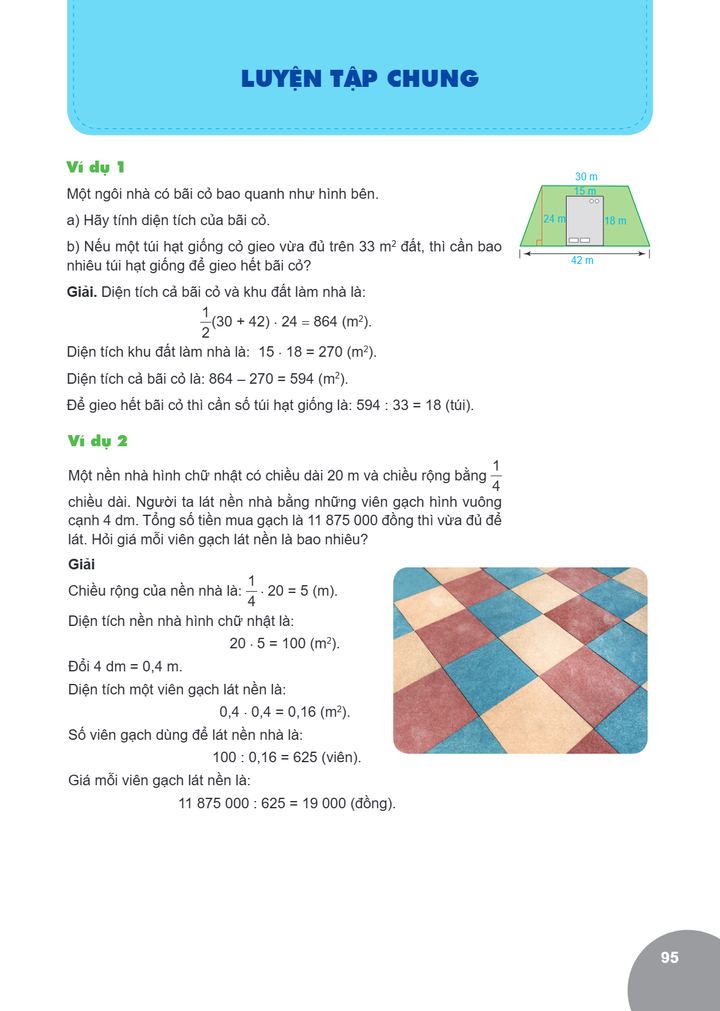 LUYỆN TẬP CHUNG
Ví dụ 1
Một ngôi nhà có bãi cỏ bao quanh như hình bên.
a) Hãy tính diện tích của bãi cỏ.
b) Nếu một túi hạt giống cỏ gieo vừa đủ trên 33 m² đất, thì cần bao
nhiêu túi hạt giống để gieo hết bãi cỏ?
30 m
15 m
24 m
18 m
42 m
Giải. Diện tích cả bãi cỏ và khu đất làm nhà là:
1/2(30 + 42) · 24 = 864 (m²).
Diện tích khu đất làm nhà là: 15 · 18 = 270 (m²).
Diện tích cả bãi cỏ là: 864 – 270 = 594 (m²).
Để gieo hết bãi cỏ thì cần số túi hạt giống là: 594 : 33 = 18 (túi).
Ví dụ 2
Một nền nhà hình chữ nhật có chiều dài 20 m và chiều rộng bằng 1/4
chiều dài. Người ta lát nền nhà bằng những viên gạch hình vuông
cạnh 4 dm. Tổng số tiền mua gạch là 11 875 000 đồng thì vừa đủ để
lát. Hỏi giá mỗi viên gạch lát nền là bao nhiêu?
Giải
Chiều rộng của nền nhà là: 1/4 · 20 = 5 (m).
Diện tích nền nhà hình chữ nhật là:
20 · 5 = 100 (m²).
Đổi 4 dm = 0,4 m.
Diện tích một viên gạch lát nền là:
0,4 · 0,4 = 0,16 (m²).
Số viên gạch dùng để lát nền nhà là:
100 : 0,16 = 625 (viên).
Giá mỗi viên gạch lát nền là:
11 875 000 : 625 = 19 000 (đồng).
95